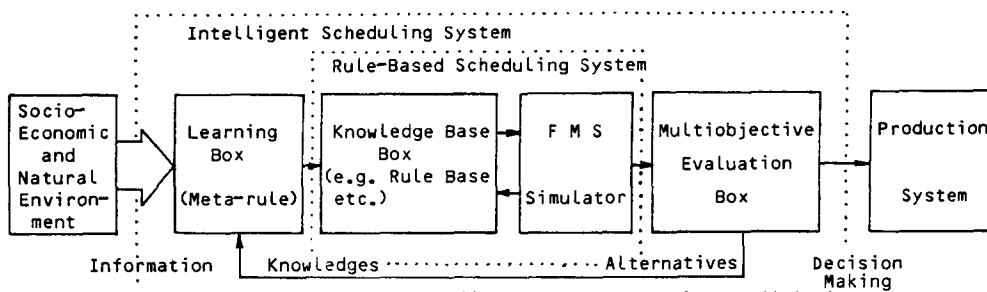 Intelligent Scheduling System
Rule-Based Scheduling System
Socio-
Economic
and
Natural
Environ-
ment
Learning
Box
(Meta-rule)
Knowledge Base
Box
(e.g. Rule Base
etc.)
F M S
Simulator
Multiobjective
Evaluation
Box
Production
System
Information
Knowledges
Alternatives
Decision
Making